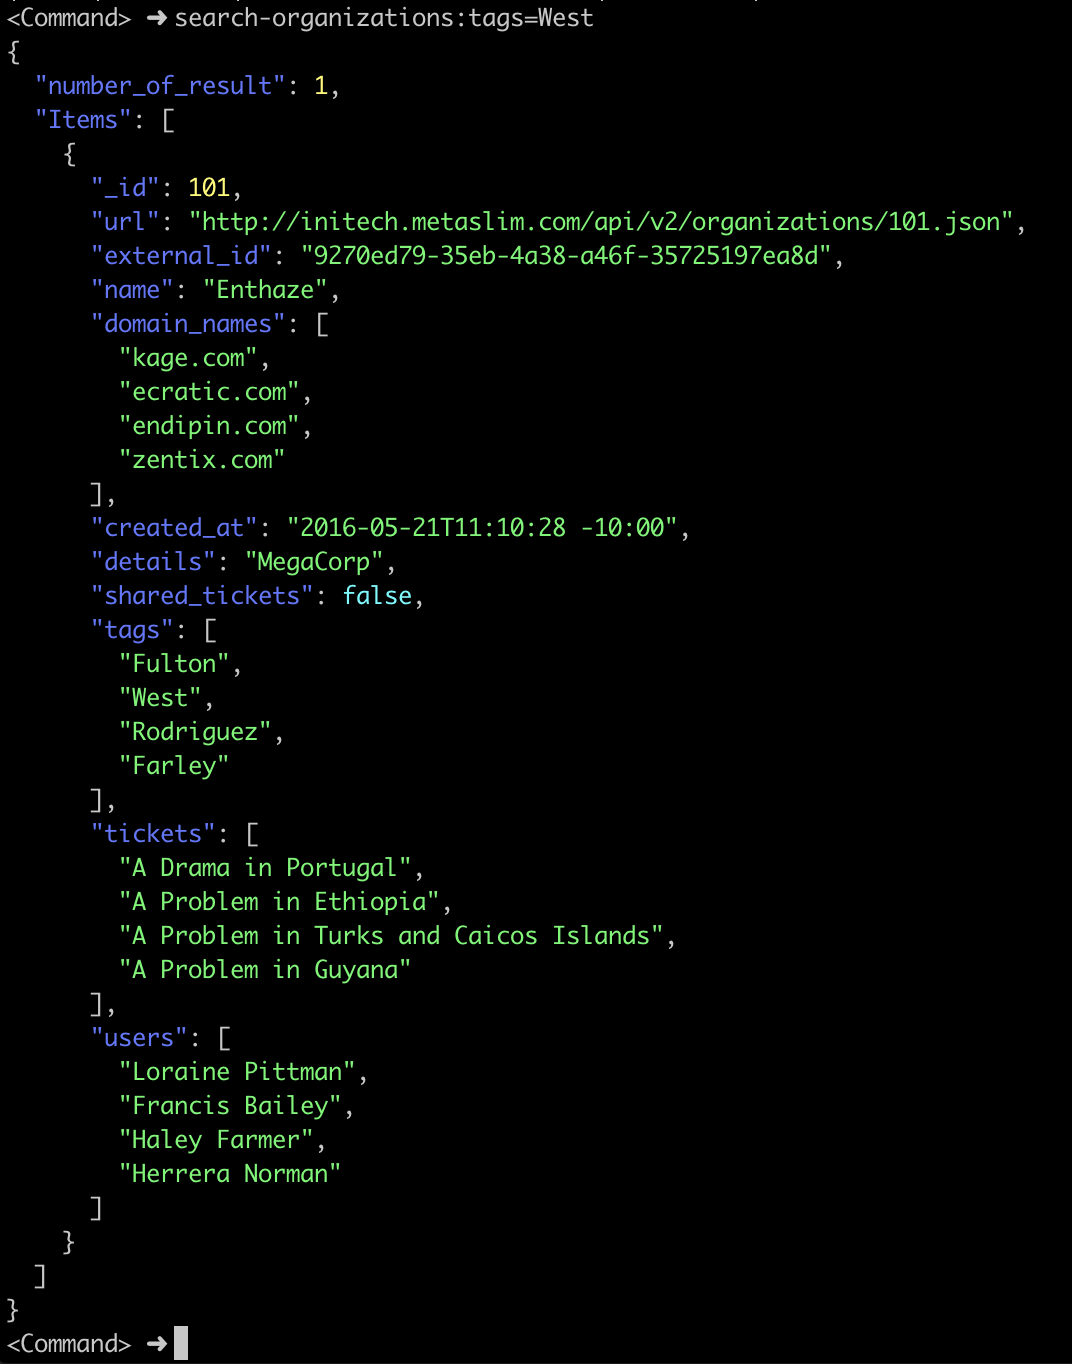 <Command> ➜ search-organizations:tags=West
{
  "number_of_result": 1,
  "Items": [
    {
      "_id": 101,
      "url": "http://initech.metaslim.com/api/v2/organizations/101.json",
      "external_id": "9270ed79-35eb-4a38-a46f-35725197ea8d",
      "name": "Enthaze",
      "domain_names": [
        "kage.com",
        "ecratic.com",
        "endipin.com",
        "zentix.com"
      ],
      "created_at": "2016-05-21T11:10:28 -10:00",
      "details": "MegaCorp",
      "shared_tickets": false,
      "tags": [
        "Fulton",
        "West",
        "Rodriguez",
        "Farley"
      ],
      "tickets": [
        "A Drama in Portugal",
        "A Problem in Ethiopia",
        "A Problem in Turks and Caicos Islands",
        "A Problem in Guyana"
      ],
      "users": [
        "Loraine Pittman",
        "Francis Bailey",
        "Haley Farmer",
        "Herrera Norman"
      ]
    }
  ]
}
<Command> ➜